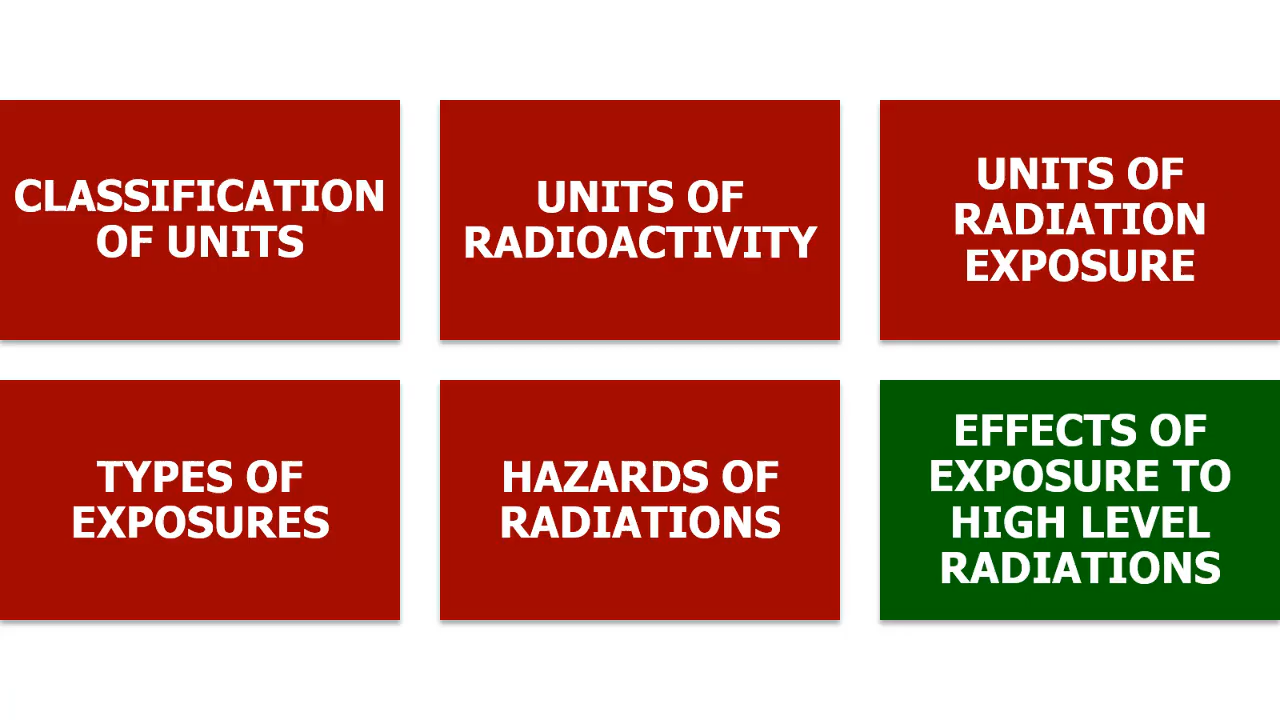 CLASSIFICATION
OF UNITS
UNITS OF
RADIOACTIVITY
UNITS OF
RADIATION
EXPOSURE
TYPES OF
EXPOSURES
HAZARDS OF
RADIATIONS
EFFECTS OF
EXPOSURE TO
HIGH LEVEL
RADIATIONS